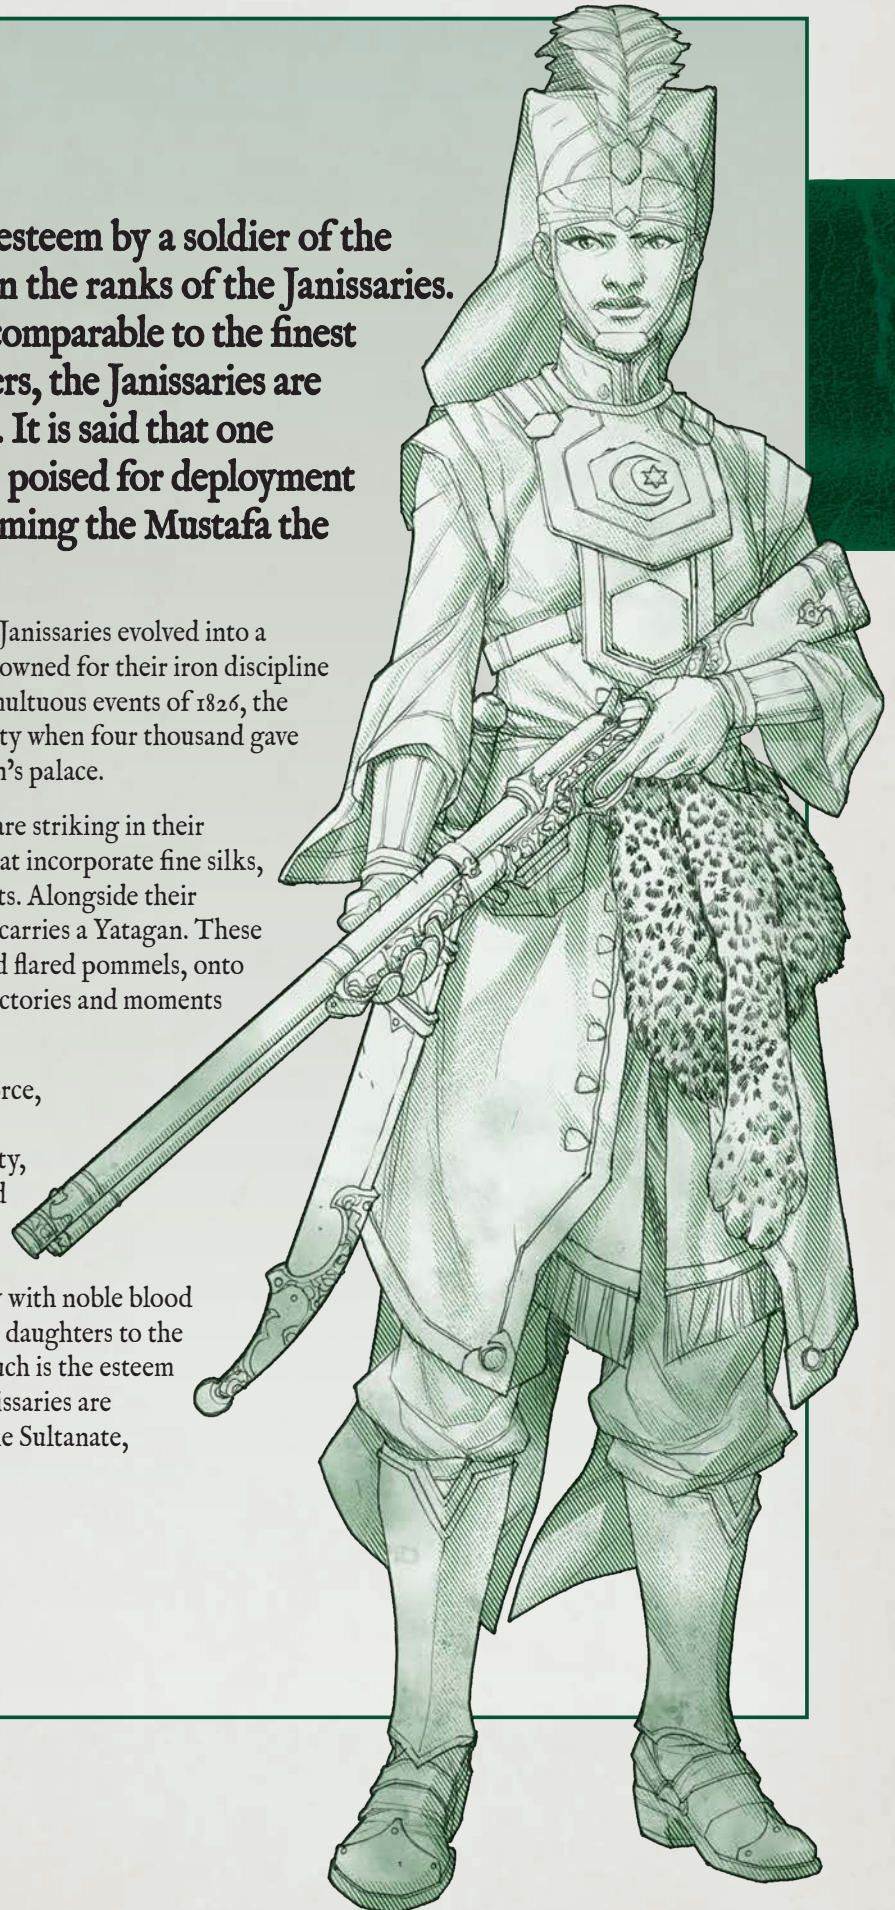 esteem by a soldier of the
n the ranks of the Janissaries.
comparable to the finest
ers, the Janissaries are
. It is said that one
poised for deployment
ming the Mustafa the
Janissaries evolved into a
owned for their iron discipline
multuous events of 1826, the
ty when four thousand gave
n's palace.
are striking in their
at incorporate fine silks,
ts. Alongside their
carries a Yatagan. These
d flared pommels, onto
ctories and moments
rce,
ty,
d
y with noble blood
daughters to the
uch is the esteem
issaries are
e Sultanate,